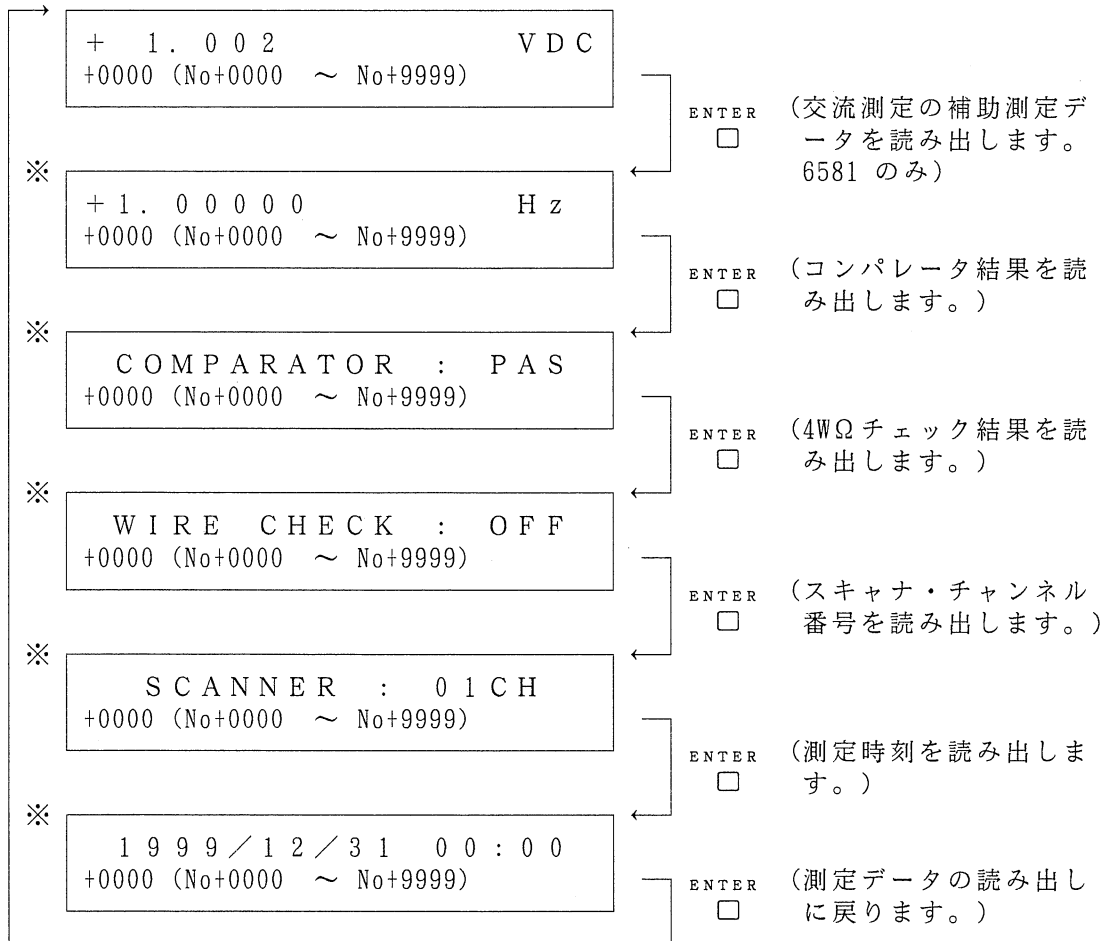 + 1.002 VDC
+0000 (No+0000 ～ No+9999)
ENTER (交流測定の補助測定デ
ータを読み出します。
6581 のみ)
※
+1.00000 Hz
+0000 (No+0000 ～ No+9999)
ENTER (コンパレータ結果を読
み出します。)
※
COMPARATOR : PAS
+0000 (No+0000 ～ No+9999)
ENTER (4WΩチェック結果を読
み出します。)
※
WIRE CHECK : OFF
+0000 (No+0000 ～ No+9999)
ENTER (スキャナ・チャンネル
番号を読み出します。)
※
SCANNER : 01CH
+0000 (No+0000 ～ No+9999)
ENTER (測定時刻を読み出しま
す。)
※
1999／12／31 00:00
+0000 (No+0000 ～ No+9999)
ENTER (測定データの読み出し
に戻ります。)